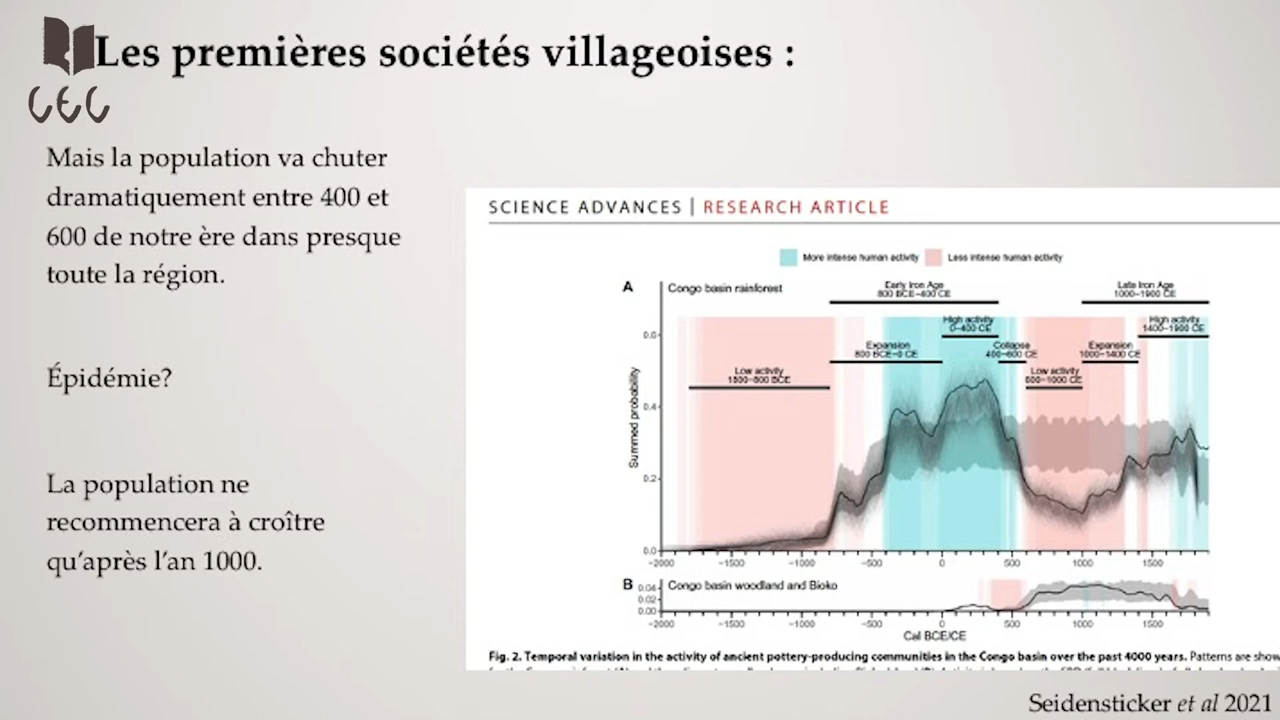 Les premières sociétés villageoises :
CEC
Mais la population va chuter
dramatiquement entre 400 et
600 de notre ère dans presque
toute la région.
Épidémie?
La population ne
recommencera à croître
qu'après l'an 1000.
SCIENCE ADVANCES | RESEARCH ARTICLE
More intense human activity
Less intense human activity
A
Congo basin rainforest
Early Iron Age
800 BCE–400 CE
Late Iron Age
1000–1900 CE
High activity
0–400 CE
High activity
1400–1900 CE
Expansion
800 BCE–0 CE
Collapse
400–600 CE
Expansion
1000–1400 CE
Low activity
1800–800 BCE
Low activity
600–1000 CE
Summed probability
0.6
0.4
0.2
0.0
−2000 −1500 −1000 −500 0 500 1000 1500
B
Congo basin woodland and Bioko
0.04
0.02
0.00
−2000 −1500 −1000 −500 0 500 1000 1500
Cal BCE/CE
Fig. 2. Temporal variation in the activity of ancient pottery-producing communities in the Congo basin over the past 4000 years. Patterns are show
Seidensticker et al 2021